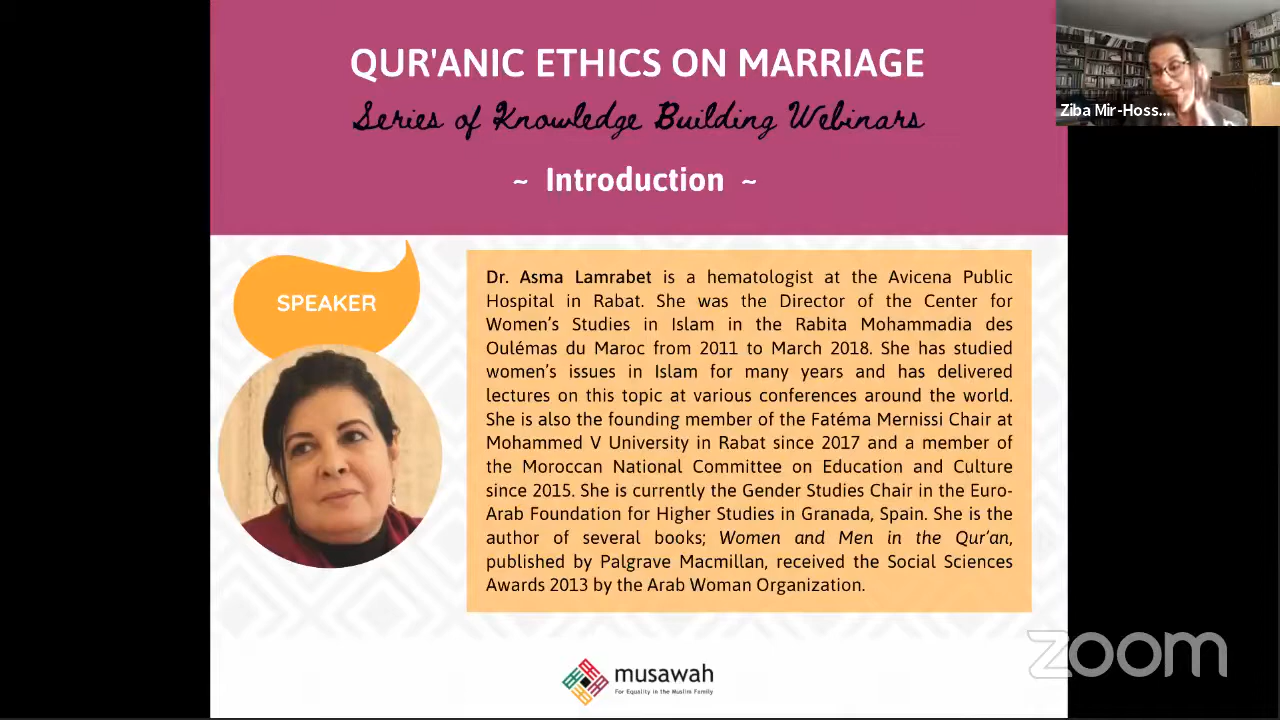 QUR'ANIC ETHICS ON MARRIAGE
Series of Knowledge Building Webinars
~ Introduction ~
Ziba Mir-Hoss...
SPEAKER
Dr. Asma Lamrabet is a hematologist at the Avicena Public
Hospital in Rabat. She was the Director of the Center for
Women's Studies in Islam in the Rabita Mohammadia des
Oulémas du Maroc from 2011 to March 2018. She has studied
women's issues in Islam for many years and has delivered
lectures on this topic at various conferences around the world.
She is also the founding member of the Fatéma Mernissi Chair at
Mohammed V University in Rabat since 2017 and a member of
the Moroccan National Committee on Education and Culture
since 2015. She is currently the Gender Studies Chair in the Euro-
Arab Foundation for Higher Studies in Granada, Spain. She is the
author of several books; Women and Men in the Qur'an,
published by Palgrave Macmillan, received the Social Sciences
Awards 2013 by the Arab Woman Organization.
musawah
For Equality in the Muslim Family
zoom